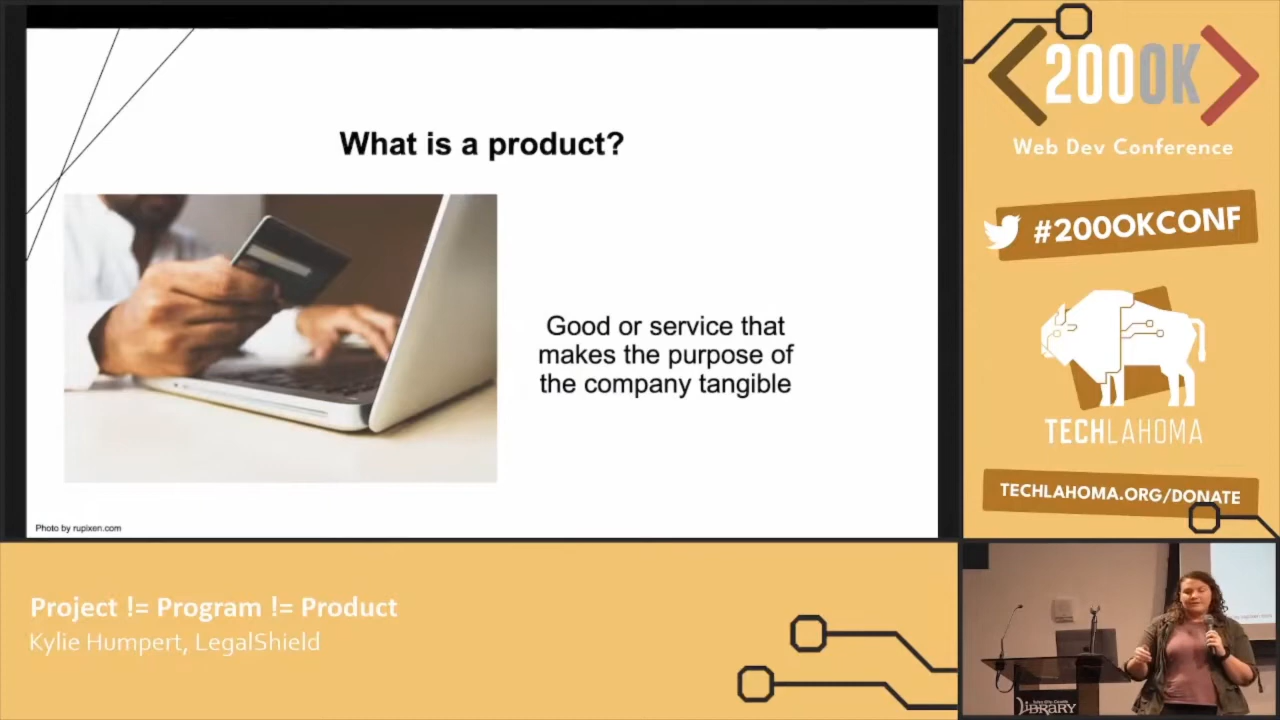 What is a product?
Good or service that
makes the purpose of
the company tangible
Photo by rupixen.com
200OK
Web Dev Conference
#200OKCONF
TECHLAHOMA
TECHLAHOMA.ORG/DONATE
Project != Program != Product
Kylie Humpert, LegalShield
LIBRARY